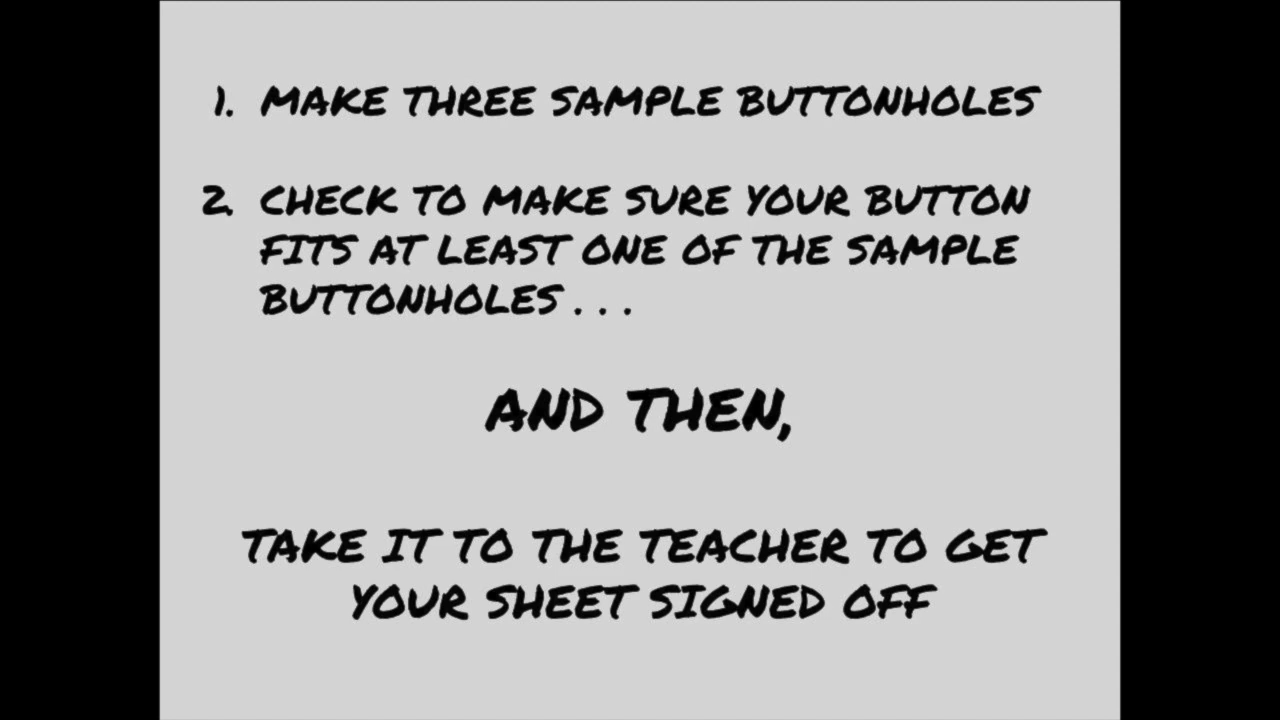 1. MAKE THREE SAMPLE BUTTONHOLES
2. CHECK TO MAKE SURE YOUR BUTTON
FITS AT LEAST ONE OF THE SAMPLE
BUTTONHOLES . . .
AND THEN,
TAKE IT TO THE TEACHER TO GET
YOUR SHEET SIGNED OFF